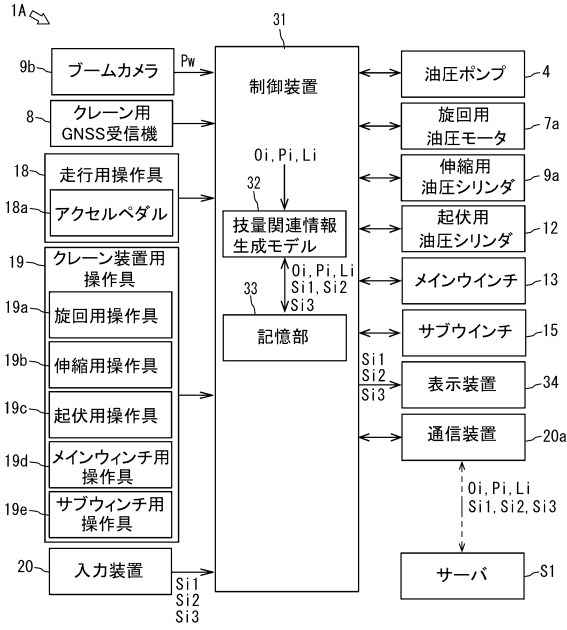 1A
31
9b
ブームカメラ
Pw
8
クレーン用
GNSS受信機
18
走行用操作具
18a
アクセルペダル
19
クレーン装置用
操作具
19a
旋回用操作具
19b
伸縮用操作具
19c
起伏用操作具
19d
メインウィンチ用
操作具
19e
サブウィンチ用
操作具
20
入力装置
Si1
Si2
Si3
制御装置
Oi, Pi, Li
32
技量関連情報
生成モデル
Oi, Pi, Li
Si1, Si2
Si3
33
記憶部
油圧ポンプ
4
旋回用
油圧モータ
7a
伸縮用
油圧シリンダ
9a
起伏用
油圧シリンダ
12
メインウインチ
13
サブウインチ
15
Si1
Si2
Si3
表示装置
34
通信装置
20a
Oi, Pi, Li
Si1, Si2, Si3
サーバ
S1